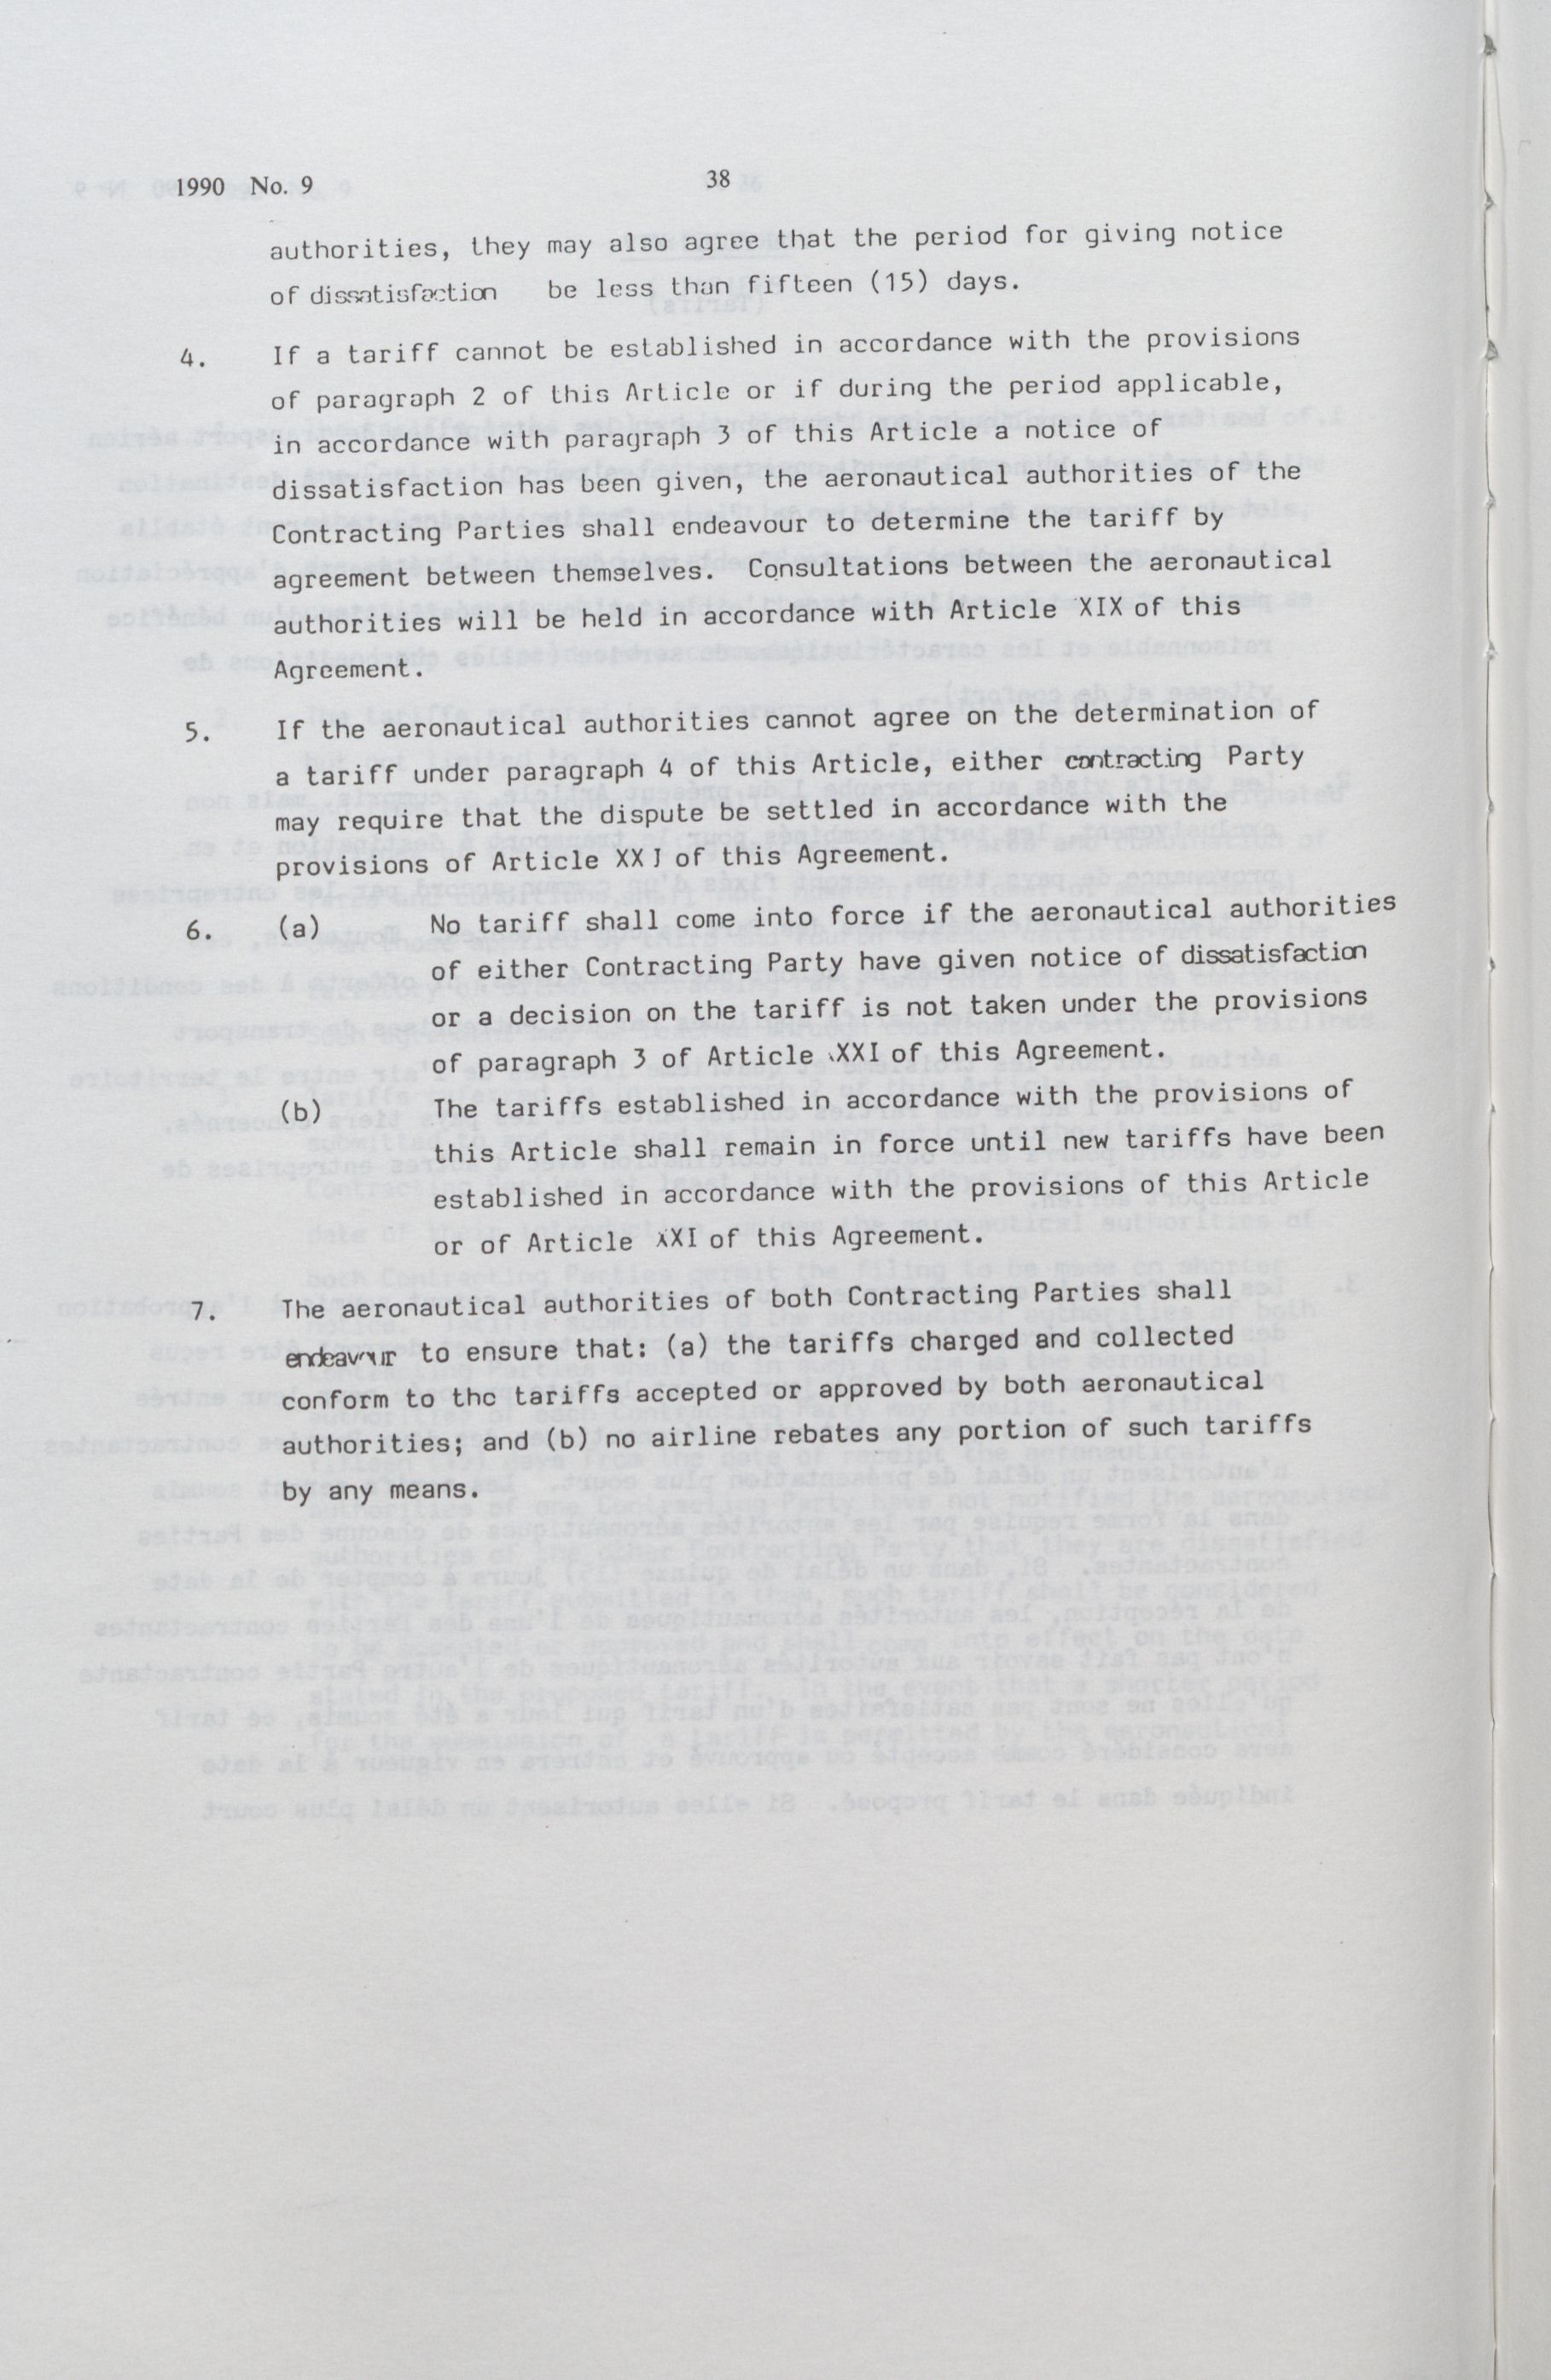 1990 No. 9
38
authorities, they may also agree that the period for giving notice
of dissatisfaction be less than fifteen (15) days.
4. If a tariff cannot be established in accordance with the provisions
of paragraph 2 of this Article or if during the period applicable,
in accordance with paragraph 3 of this Article a notice of
dissatisfaction has been given, the aeronautical authorities of the
Contracting Parties shall endeavour to determine the tariff by
agreement between themselves. Consultations between the aeronautical
authorities will be held in accordance with Article XIX of this
Agreement.
5. If the aeronautical authorities cannot agree on the determination of
a tariff under paragraph 4 of this Article, either contracting Party
may require that the dispute be settled in accordance with the
provisions of Article XXI of this Agreement.
6. (a) No tariff shall come into force if the aeronautical authorities
of either Contracting Party have given notice of dissatisfaction
or a decision on the tariff is not taken under the provisions
of paragraph 3 of Article XXI of this Agreement.
(b) The tariffs established in accordance with the provisions of
this Article shall remain in force until new tariffs have been
established in accordance with the provisions of this Article
or of Article XXI of this Agreement.
7. The aeronautical authorities of both Contracting Parties shall
endeavour to ensure that: (a) the tariffs charged and collected
conform to the tariffs accepted or approved by both aeronautical
authorities; and (b) no airline rebates any portion of such tariffs
by any means.